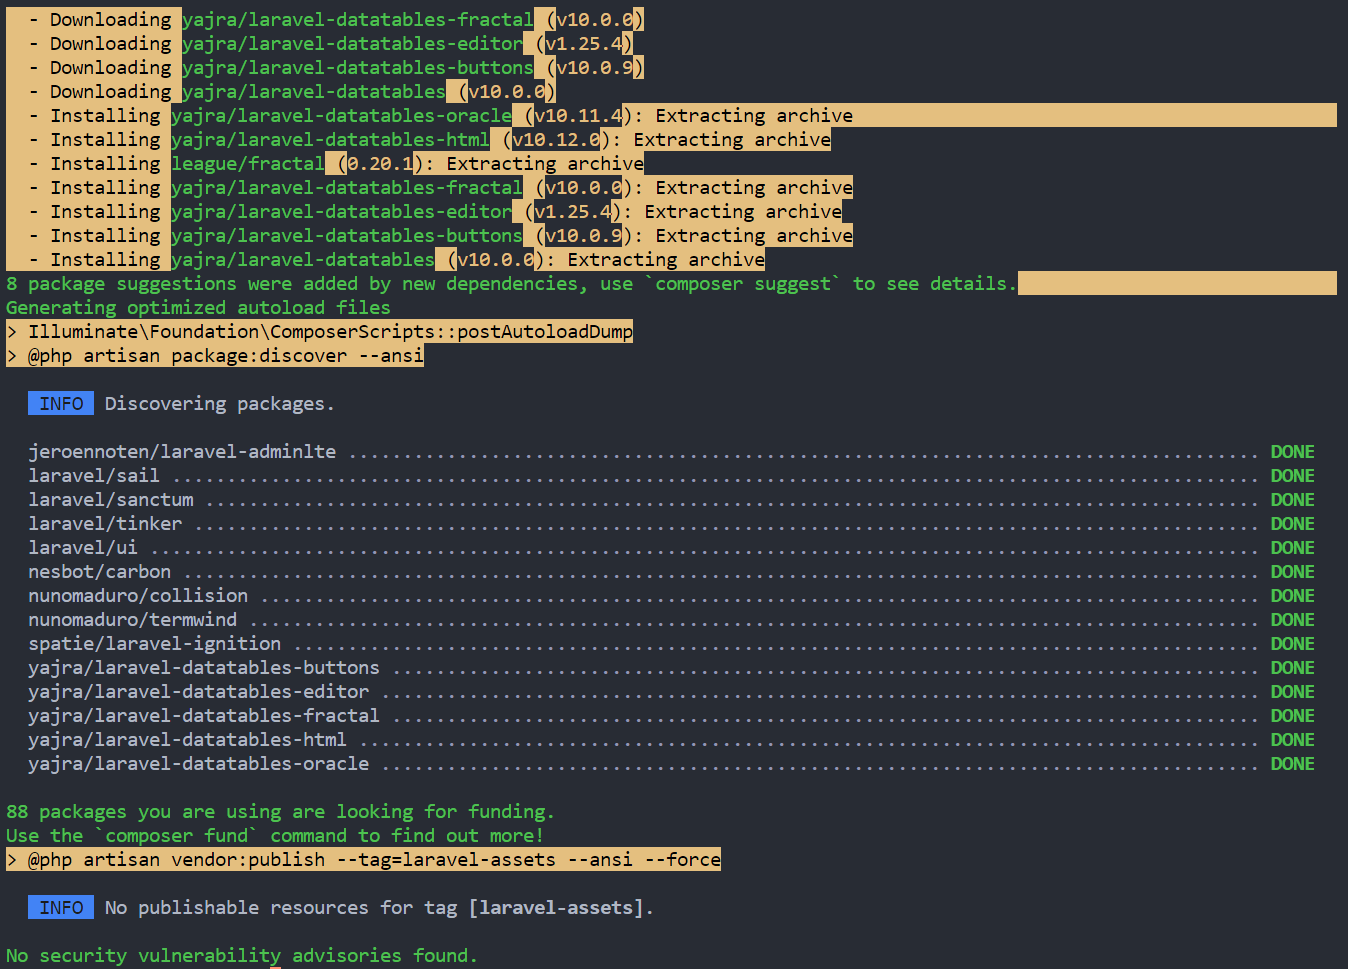 - Downloading yajra/laravel-datatables-fractal (v10.0.0)
- Downloading yajra/laravel-datatables-editor (v1.25.4)
- Downloading yajra/laravel-datatables-buttons (v10.0.9)
- Downloading yajra/laravel-datatables (v10.0.0)
- Installing yajra/laravel-datatables-oracle (v10.11.4): Extracting archive
- Installing yajra/laravel-datatables-html (v10.12.0): Extracting archive
- Installing league/fractal (0.20.1): Extracting archive
- Installing yajra/laravel-datatables-fractal (v10.0.0): Extracting archive
- Installing yajra/laravel-datatables-editor (v1.25.4): Extracting archive
- Installing yajra/laravel-datatables-buttons (v10.0.9): Extracting archive
- Installing yajra/laravel-datatables (v10.0.0): Extracting archive
8 package suggestions were added by new dependencies, use `composer suggest` to see details.
Generating optimized autoload files
> Illuminate\Foundation\ComposerScripts::postAutoloadDump
> @php artisan package:discover --ansi
INFO Discovering packages.
jeroennoten/laravel-adminlte ................................................................................... DONE
laravel/sail ................................................................................................... DONE
laravel/sanctum ................................................................................................ DONE
laravel/tinker ................................................................................................. DONE
laravel/ui ..................................................................................................... DONE
nesbot/carbon .................................................................................................. DONE
nunomaduro/collision ........................................................................................... DONE
nunomaduro/termwind ............................................................................................ DONE
spatie/laravel-ignition ........................................................................................ DONE
yajra/laravel-datatables-buttons ............................................................................... DONE
yajra/laravel-datatables-editor ................................................................................ DONE
yajra/laravel-datatables-fractal ............................................................................... DONE
yajra/laravel-datatables-html .................................................................................. DONE
yajra/laravel-datatables-oracle ................................................................................ DONE
88 packages you are using are looking for funding.
Use the `composer fund` command to find out more!
> @php artisan vendor:publish --tag=laravel-assets --ansi --force
INFO No publishable resources for tag [laravel-assets].
No security vulnerability advisories found.